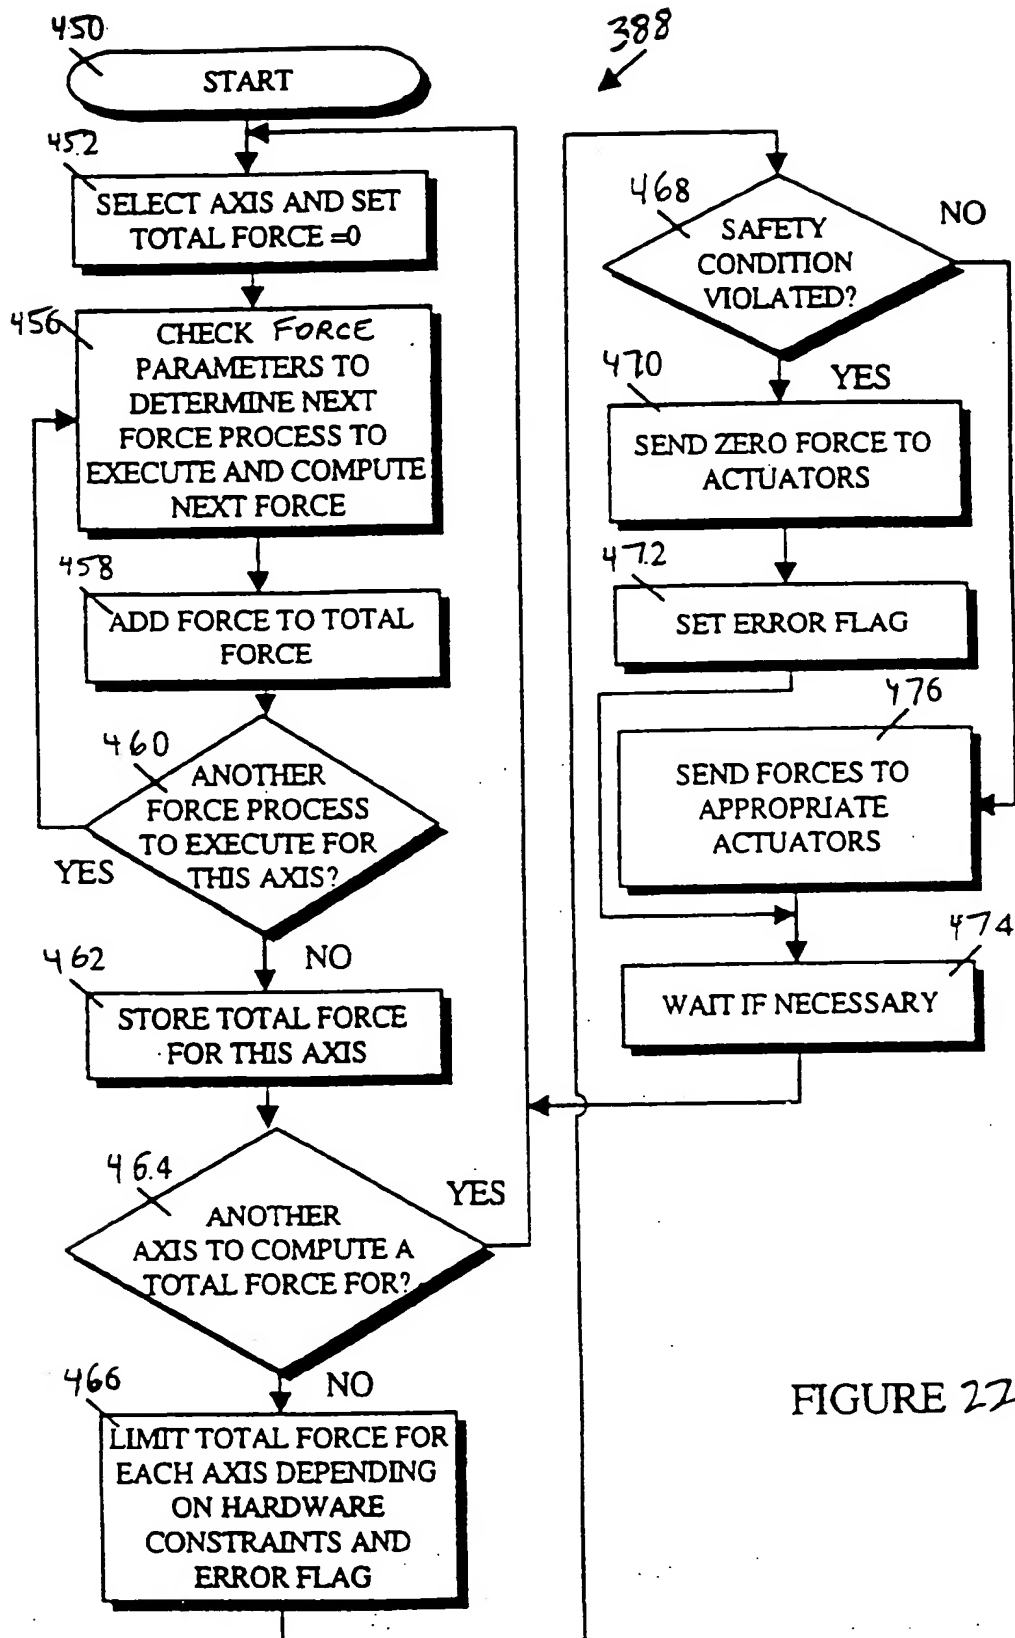 450
START
388
452
SELECT AXIS AND SET
TOTAL FORCE =0
456
CHECK FORCE
PARAMETERS TO
DETERMINE NEXT
FORCE PROCESS TO
EXECUTE AND COMPUTE
NEXT FORCE
458
ADD FORCE TO TOTAL
FORCE
460
ANOTHER
FORCE PROCESS
TO EXECUTE FOR
THIS AXIS?
YES
NO
462
STORE TOTAL FORCE
FOR THIS AXIS
464
YES
ANOTHER
AXIS TO COMPUTE A
TOTAL FORCE FOR?
NO
466
LIMIT TOTAL FORCE FOR
EACH AXIS DEPENDING
ON HARDWARE
CONSTRAINTS AND
ERROR FLAG
468
NO
SAFETY
CONDITION
VIOLATED?
YES
470
SEND ZERO FORCE TO
ACTUATORS
472
SET ERROR FLAG
476
SEND FORCES TO
APPROPRIATE
ACTUATORS
474
WAIT IF NECESSARY
FIGURE 22